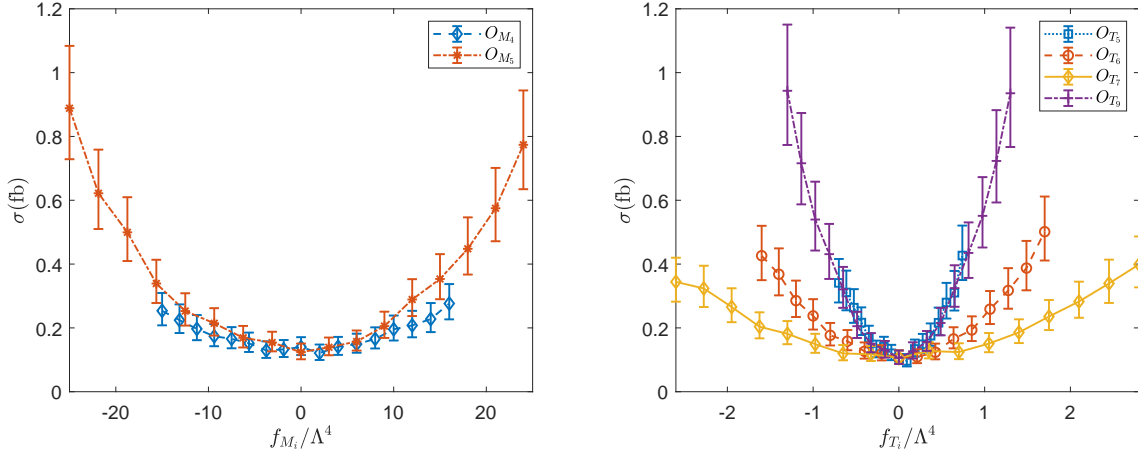 1.2
1
0.8
0.6
0.4
0.2
0
-20
-10
0
10
20
σ(fb)
f_{M_i}/Λ^4
O_{M_4}
O_{M_5}
1.2
1
0.8
0.6
0.4
0.2
0
-2
-1
0
1
2
σ(fb)
f_{T_i}/Λ^4
O_{T_5}
O_{T_6}
O_{T_7}
O_{T_9}